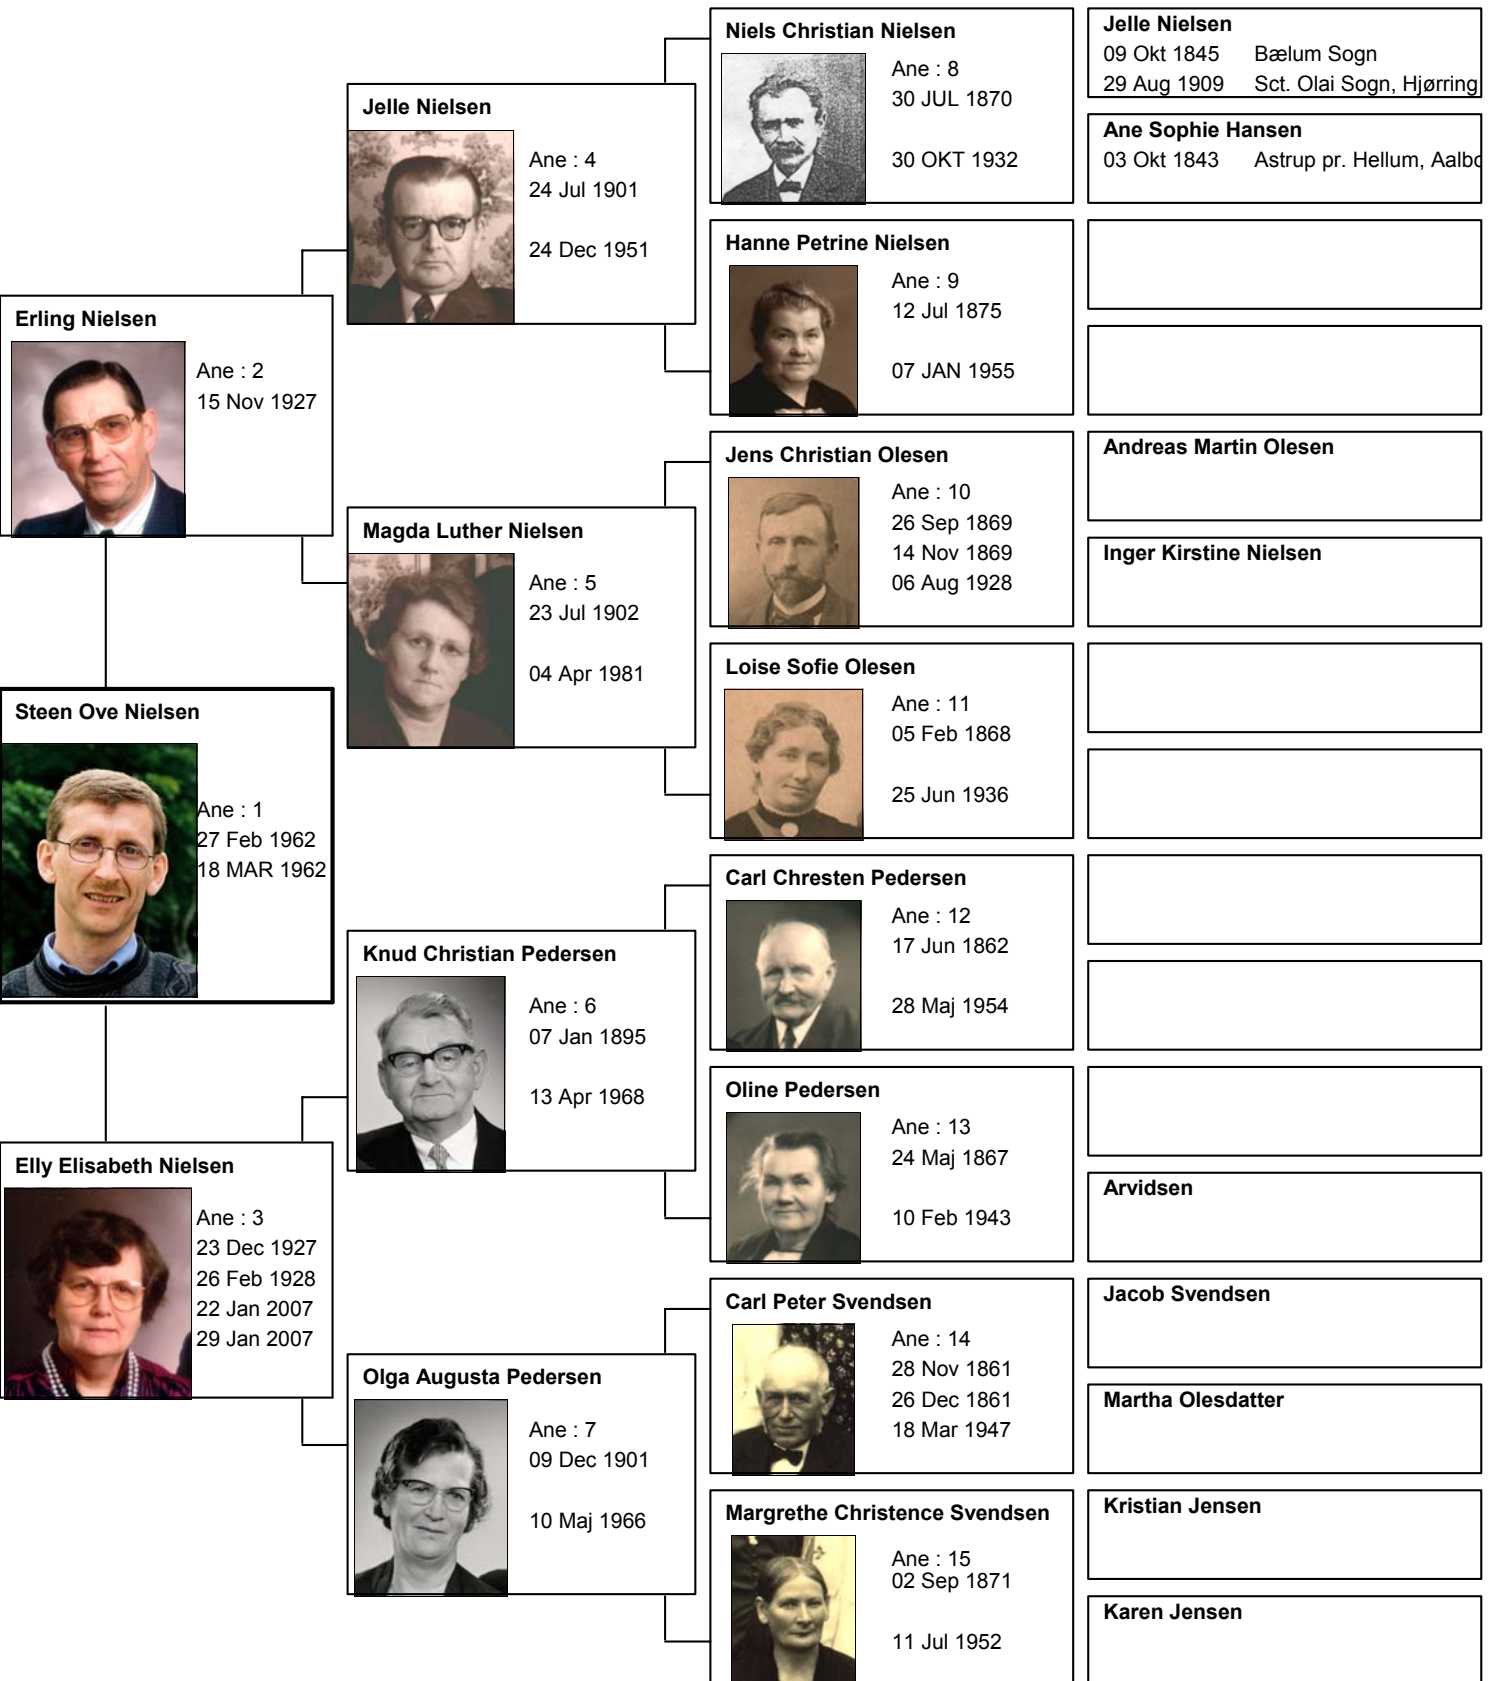 Erling Nielsen
Ane : 2
15 Nov 1927
Steen Ove Nielsen
Ane : 1
27 Feb 1962
18 MAR 1962
Elly Elisabeth Nielsen
Ane : 3
23 Dec 1927
26 Feb 1928
22 Jan 2007
29 Jan 2007
Jelle Nielsen
Ane : 4
24 Jul 1901
24 Dec 1951
Magda Luther Nielsen
Ane : 5
23 Jul 1902
04 Apr 1981
Knud Christian Pedersen
Ane : 6
07 Jan 1895
13 Apr 1968
Olga Augusta Pedersen
Ane : 7
09 Dec 1901
10 Maj 1966
Niels Christian Nielsen
Ane : 8
30 JUL 1870
30 OKT 1932
Hanne Petrine Nielsen
Ane : 9
12 Jul 1875
07 JAN 1955
Jens Christian Olesen
Ane : 10
26 Sep 1869
14 Nov 1869
06 Aug 1928
Loise Sofie Olesen
Ane : 11
05 Feb 1868
25 Jun 1936
Carl Chresten Pedersen
Ane : 12
17 Jun 1862
28 Maj 1954
Oline Pedersen
Ane : 13
24 Maj 1867
10 Feb 1943
Carl Peter Svendsen
Ane : 14
28 Nov 1861
26 Dec 1861
18 Mar 1947
Margrethe Christence Svendsen
Ane : 15
02 Sep 1871
11 Jul 1952
Jelle Nielsen
09 Okt 1845 Bælum Sogn
29 Aug 1909 Sct. Olai Sogn, Hjørring
Ane Sophie Hansen
03 Okt 1843 Astrup pr. Hellum,
Andreas Martin Olesen
Inger Kirstine Nielsen
Arvidsen
Jacob Svendsen
Martha Olesdatter
Kristian Jensen
Karen Jensen